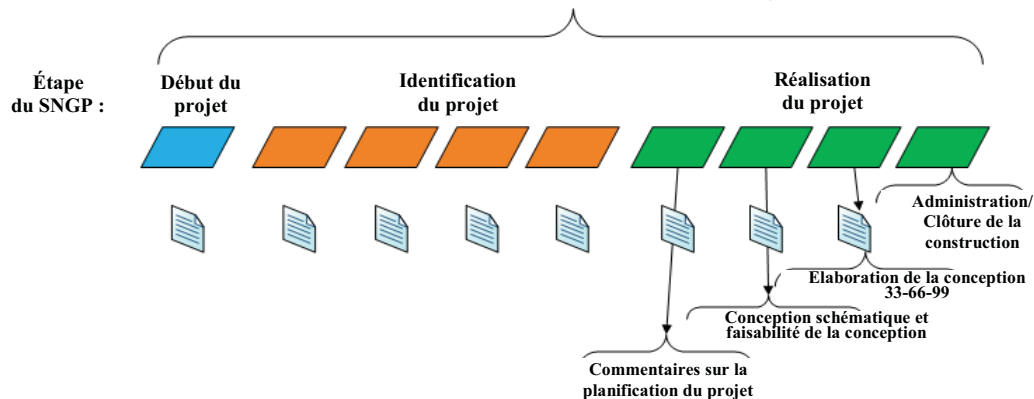 Étape
du SNGP :
Début du
projet
Identification
du projet
Réalisation
du projet
Administration/
Clôture de la
construction
Elaboration de la conception
33-66-99
Conception schématique et
faisabilité de la conception
Commentaires sur la
planification du projet